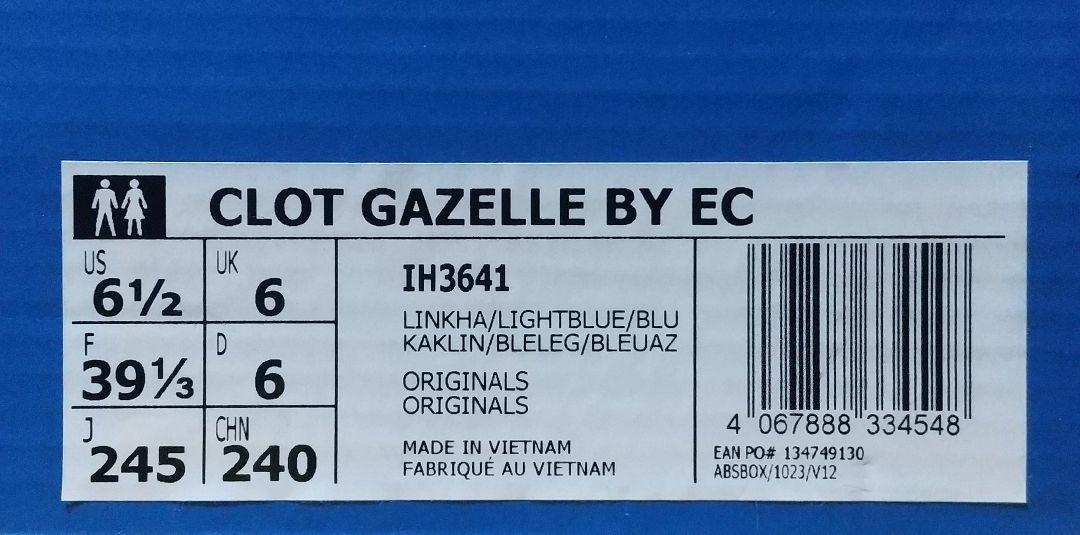 CLOT GAZELLE BY EC
US 6½ UK 6
F 39⅓ D 6
J 245 CHN 240
IH3641
LINKHA/LIGHTBLUE/BLU
KAKLIN/BLELEG/BLEUAZ
ORIGINALS
ORIGINALS
MADE IN VIETNAM
FABRIQUÉ AU VIETNAM
4 067888 334548
EAN PO# 134749130
ABSBOX/1023/V12